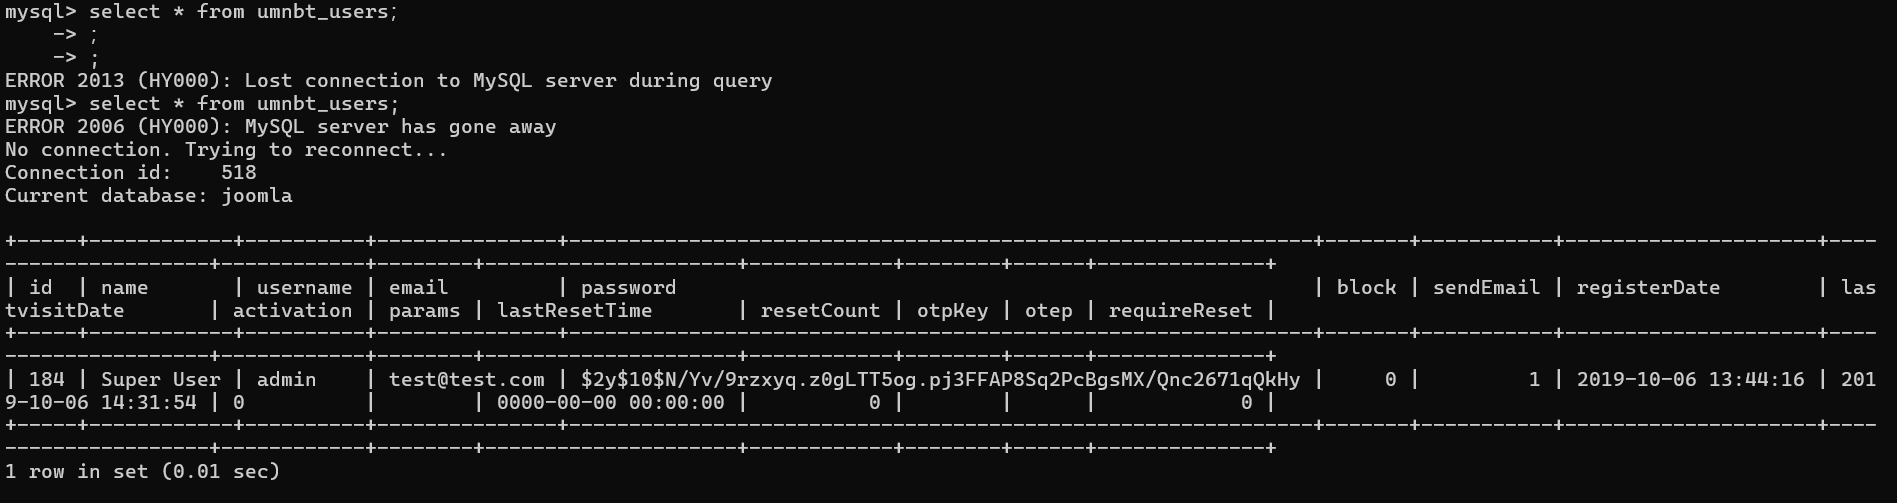 mysql> select * from umnbt_users;
    -> ;
    -> ;
ERROR 2013 (HY000): Lost connection to MySQL server during query
mysql> select * from umnbt_users;
ERROR 2006 (HY000): MySQL server has gone away
No connection. Trying to reconnect...
Connection id:    518
Current database: joomla

+-----+------------+----------+---------------+--------------------------------------------------------------+-------+-----------+---------------------+----
-----------------+------------+--------+---------------------+------------+--------+------+--------------+
| id  | name       | username | email         | password                                                     | block | sendEmail | registerDate        | las
tvisitDate       | activation | params | lastResetTime       | resetCount | otpKey | otep | requireReset |
+-----+------------+----------+---------------+--------------------------------------------------------------+-------+-----------+---------------------+----
-----------------+------------+--------+---------------------+------------+--------+------+--------------+
| 184 | Super User | admin    | test@test.com | $2y$10$N/Yv/9rzxyq.z0gLTT5og.pj3FFAP8Sq2PcBgsMX/Qnc2671qQkHy |     0 |         1 | 2019-10-06 13:44:16 | 201
9-10-06 14:31:54 | 0          |        | 0000-00-00 00:00:00 |          0 |        |      |            0 |
+-----+------------+----------+---------------+--------------------------------------------------------------+-------+-----------+---------------------+----
-----------------+------------+--------+---------------------+------------+--------+------+--------------+
1 row in set (0.01 sec)